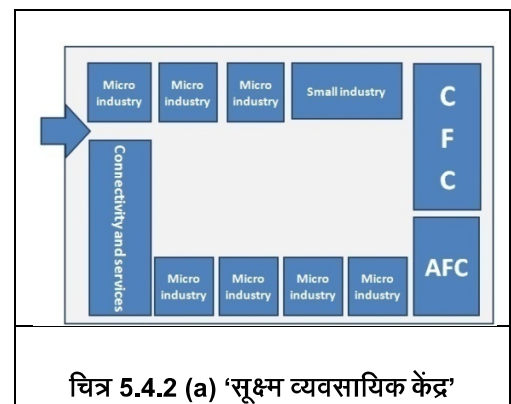 Micro
industry
Micro
industry
Micro
industry
Small industry
C
F
C
Connectivity and services
AFC
Micro
industry
Micro
industry
Micro
industry
Micro
industry
चित्र 5.4.2 (a) ‘सूक्ष्म व्यवसायिक केंद्र’